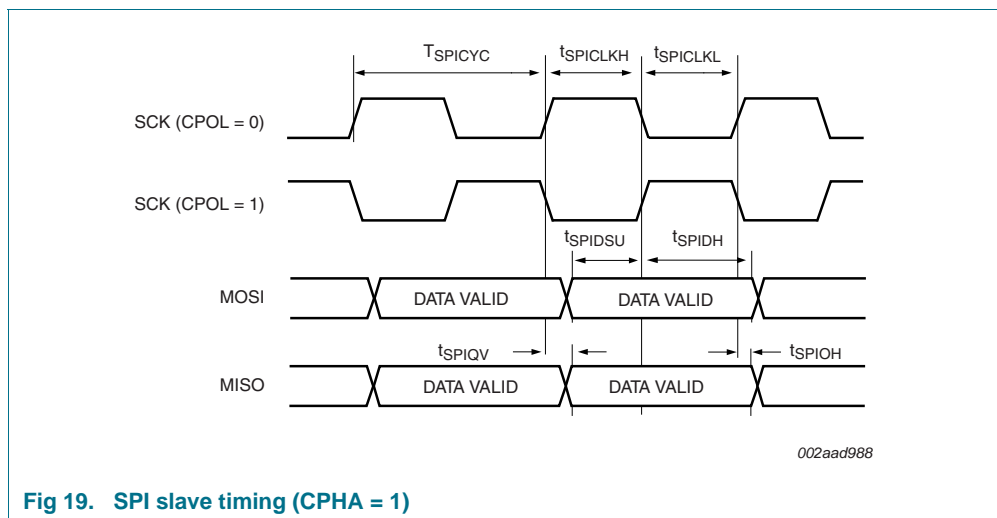 TSPICYC tSPICLKH tSPICLKL
SCK (CPOL = 0)
SCK (CPOL = 1)
tSPIDSU tSPIDH
MOSI DATA VALID DATA VALID
tSPIQV tSPIOH
MISO DATA VALID DATA VALID
002aad988
Fig 19. SPI slave timing (CPHA = 1)